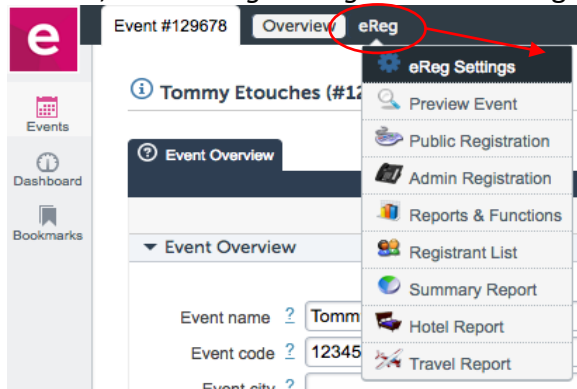 e
Event #129678 Overview eReg
eReg Settings
Tommy Etouches (#12
Preview Event
Events
Public Registration
? Event Overview
Dashboard
Admin Registration
Reports & Functions
Bookmarks
Event Overview
Registrant List
Summary Report
Event name ? Tomm
Hotel Report
Event code ? 12345
Travel Report
Event city ?